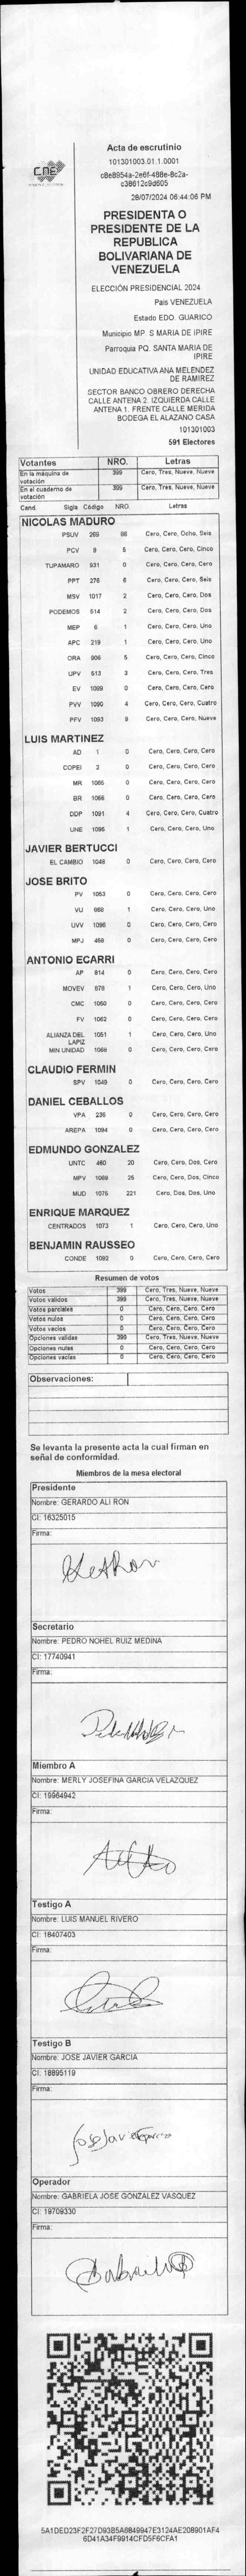 CNE
Acta de escrutinio
101301003.01.1.0001
c8e8954a-2e6f-488e-8c2a-
c38612c9d605
28/07/2024 06:44:06 PM
PRESIDENTA O
PRESIDENTE DE LA
REPUBLICA
BOLIVARIANA DE
VENEZUELA
ELECCIÓN PRESIDENCIAL 2024
País VENEZUELA
Estado EDO. GUARICO
Municipio MP. S MARIA DE IPIRE
Parroquia PQ. SANTA MARIA DE
IPIRE
UNIDAD EDUCATIVA ANA MELENDEZ
DE RAMIREZ
SECTOR BANCO OBRERO DERECHA
CALLE ANTENA 2. IZQUIERDA CALLE
ANTENA 1. FRENTE CALLE MERIDA
BODEGA EL ALAZANO CASA
101301003
591 Electores
Votantes NRO. Letras
En la maquina de votación 399 Cero, Tres, Nueve, Nueve
En el cuaderno de votación 399 Cero, Tres, Nueve, Nueve
Cand. Sigla Código NRO. Letras
NICOLAS MADURO
PSUV 269 86 Cero, Cero, Ocho, Seis
PCV 9 5 Cero, Cero, Cero, Cinco
TUPAMARO 931 0 Cero, Cero, Cero, Cero
PPT 276 6 Cero, Cero, Cero, Seis
MSV 1017 2 Cero, Cero, Cero, Dos
PODEMOS 514 2 Cero, Cero, Cero, Dos
MEP 6 1 Cero, Cero, Cero, Uno
APC 219 1 Cero, Cero, Cero, Uno
ORA 906 5 Cero, Cero, Cero, Cinco
UPV 513 3 Cero, Cero, Cero, Tres
EV 1099 0 Cero, Cero, Cero, Cero
PVV 1090 4 Cero, Cero, Cero, Cuatro
PFV 1093 9 Cero, Cero, Cero, Nueve
LUIS MARTINEZ
AD 1 0 Cero, Cero, Cero, Cero
COPEI 2 0 Cero, Cero, Cero, Cero
MR 1065 0 Cero, Cero, Cero, Cero
BR 1066 0 Cero, Cero, Cero, Cero
DDP 1091 4 Cero, Cero, Cero, Cuatro
UNE 1095 1 Cero, Cero, Cero, Uno
JAVIER BERTUCCI
EL CAMBIO 1048 0 Cero, Cero, Cero, Cero
JOSE BRITO
PV 1053 0 Cero, Cero, Cero, Cero
VU 968 1 Cero, Cero, Cero, Uno
UVV 1096 0 Cero, Cero, Cero, Cero
MPJ 458 0 Cero, Cero, Cero, Cero
ANTONIO ECARRI
AP 814 0 Cero, Cero, Cero, Cero
MOVEV 878 1 Cero, Cero, Cero, Uno
CMC 1050 0 Cero, Cero, Cero, Cero
FV 1062 0 Cero, Cero, Cero, Cero
ALIANZA DEL LAPIZ 1051 1 Cero, Cero, Cero, Uno
MIN UNIDAD 1069 0 Cero, Cero, Cero, Cero
CLAUDIO FERMIN
SPV 1049 0 Cero, Cero, Cero, Cero
DANIEL CEBALLOS
VPA 236 0 Cero, Cero, Cero, Cero
AREPA 1094 0 Cero, Cero, Cero, Cero
EDMUNDO GONZALEZ
UNTC 460 20 Cero, Cero, Dos, Cero
MPV 1069 25 Cero, Cero, Dos, Cinco
MUD 1076 221 Cero, Dos, Dos, Uno
ENRIQUE MARQUEZ
CENTRADOS 1073 1 Cero, Cero, Cero, Uno
BENJAMIN RAUSSEO
CONDE 1092 0 Cero, Cero, Cero, Cero
Resumen de votos
Votos 399 Cero, Tres, Nueve, Nueve
Votos validos 399 Cero, Tres, Nueve, Nueve
Votos parciales 0 Cero, Cero, Cero, Cero
Votos nulos 0 Cero, Cero, Cero, Cero
Votos vacios 0 Cero, Cero, Cero, Cero
Opciones validas 399 Cero, Tres, Nueve, Nueve
Opciones nulas 0 Cero, Cero, Cero, Cero
Opciones vacias 0 Cero, Cero, Cero, Cero
Observaciones:
Se levanta la presente acta la cual firman en
señal de conformidad.
Miembros de la mesa electoral
Presidente
Nombre: GERARDO ALI RON
CI: 16325015
Firma:
Secretario
Nombre: PEDRO NOHEL RUIZ MEDINA
CI: 17740941
Firma:
Miembro A
Nombre: MERLY JOSEFINA GARCIA VELAZQUEZ
CI: 19964942
Firma:
Testigo A
Nombre: LUIS MANUEL RIVERO
CI: 18407403
Firma:
Testigo B
Nombre: JOSE JAVIER GARCIA
CI: 18895119
Firma:
Operador
Nombre: GABRIELA JOSE GONZALEZ VASQUEZ
CI: 19709330
Firma:
5A1DED23F2F27D93B5A6849947E3124AE208901AF4
6D41A34F9914CFD5F6CFA1